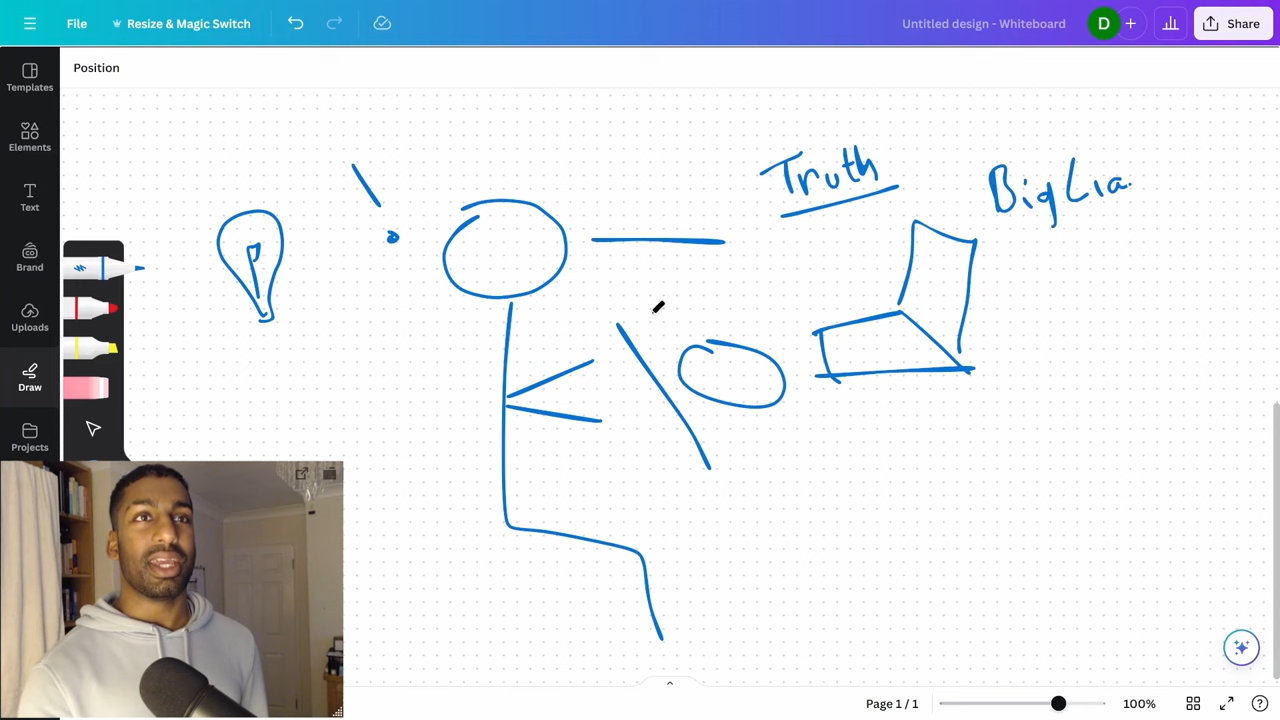 File Resize & Magic Switch Untitled design - Whiteboard D + Share
Position
Templates
Elements
Text
Brand
Uploads
Draw
Projects
Truth
Big Lia.
Page 1 / 1 100%